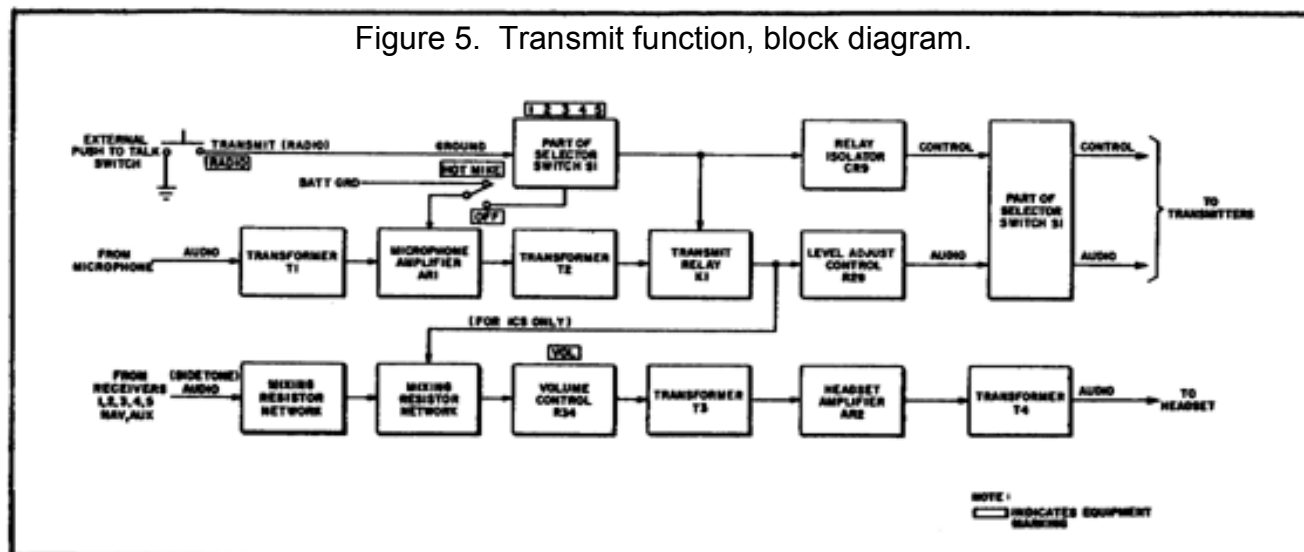 Figure 5.  Transmit function, block diagram.
1 2 3 4 5
EXTERNAL
PUSH TO TALK
SWITCH
TRANSMIT (RADIO)
RADIO
GROUND
PART OF
SELECTOR
SWITCH S1
RELAY
ISOLATOR
CR9
CONTROL
PART OF
SELECTOR
SWITCH S1
CONTROL
HOT MIKE
BATT GRD
OFF
TO
TRANSMITTERS
FROM
MICROPHONE
AUDIO
TRANSFORMER
T1
MICROPHONE
AMPLIFIER
AR1
TRANSFORMER
T2
TRANSMIT
RELAY
K1
LEVEL ADJUST
CONTROL
R29
AUDIO
AUDIO
(FOR ICS ONLY)
VOL
FROM
RECEIVERS
1,2,3,4,5
NAV,AUX
(SIDETONE)
AUDIO
MIXING
RESISTOR
NETWORK
MIXING
RESISTOR
NETWORK
VOLUME
CONTROL
R34
TRANSFORMER
T3
HEADSET
AMPLIFIER
AR2
TRANSFORMER
T4
AUDIO
TO
HEADSET
NOTE:
INDICATES EQUIPMENT
MARKING